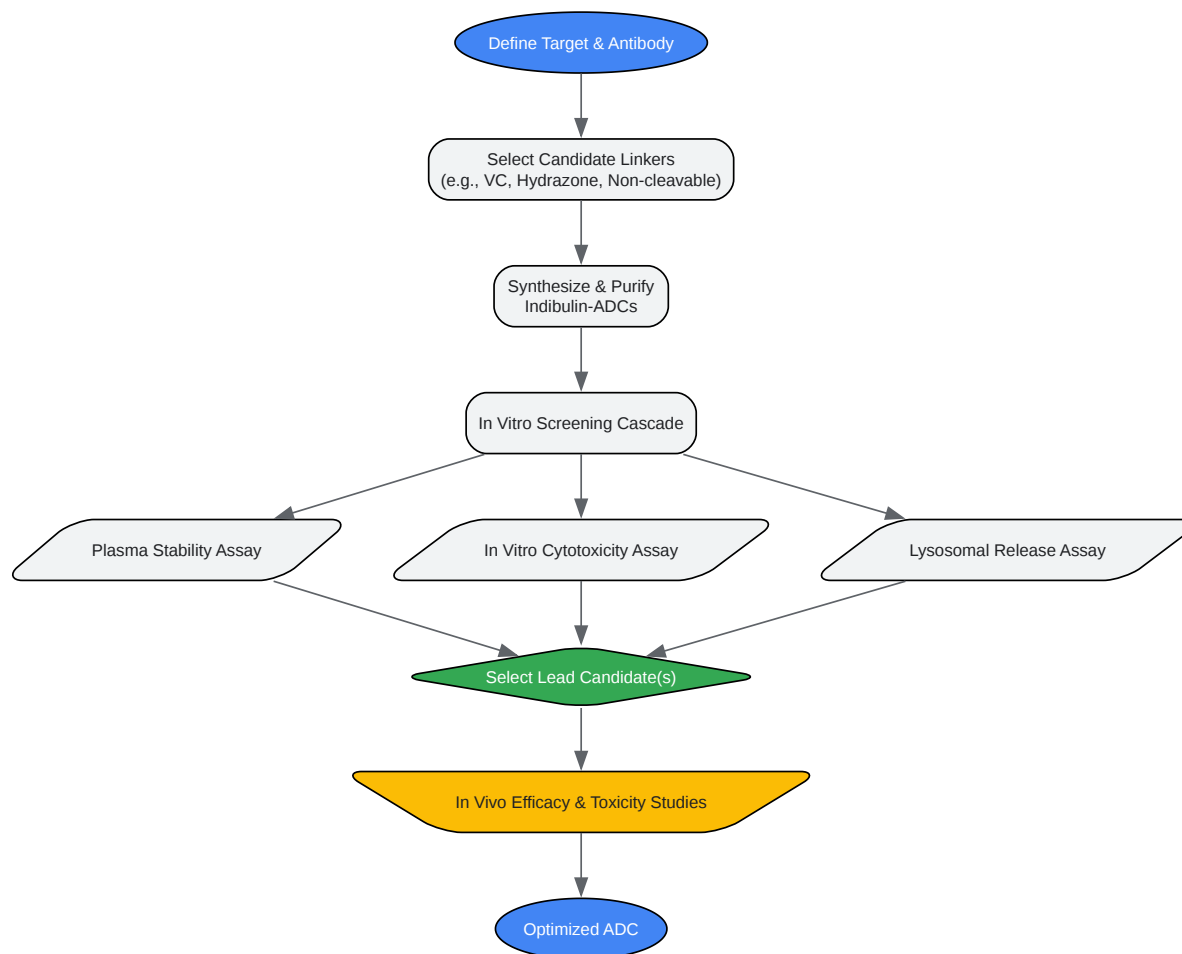 Define Target & Antibody
Select Candidate Linkers
(e.g., VC, Hydrazone, Non-cleavable)
Synthesize & Purify
Indibulin-ADCs
In Vitro Screening Cascade
Plasma Stability Assay
In Vitro Cytotoxicity Assay
Lysosomal Release Assay
Select Lead Candidate(s)
In Vivo Efficacy & Toxicity Studies
Optimized ADC